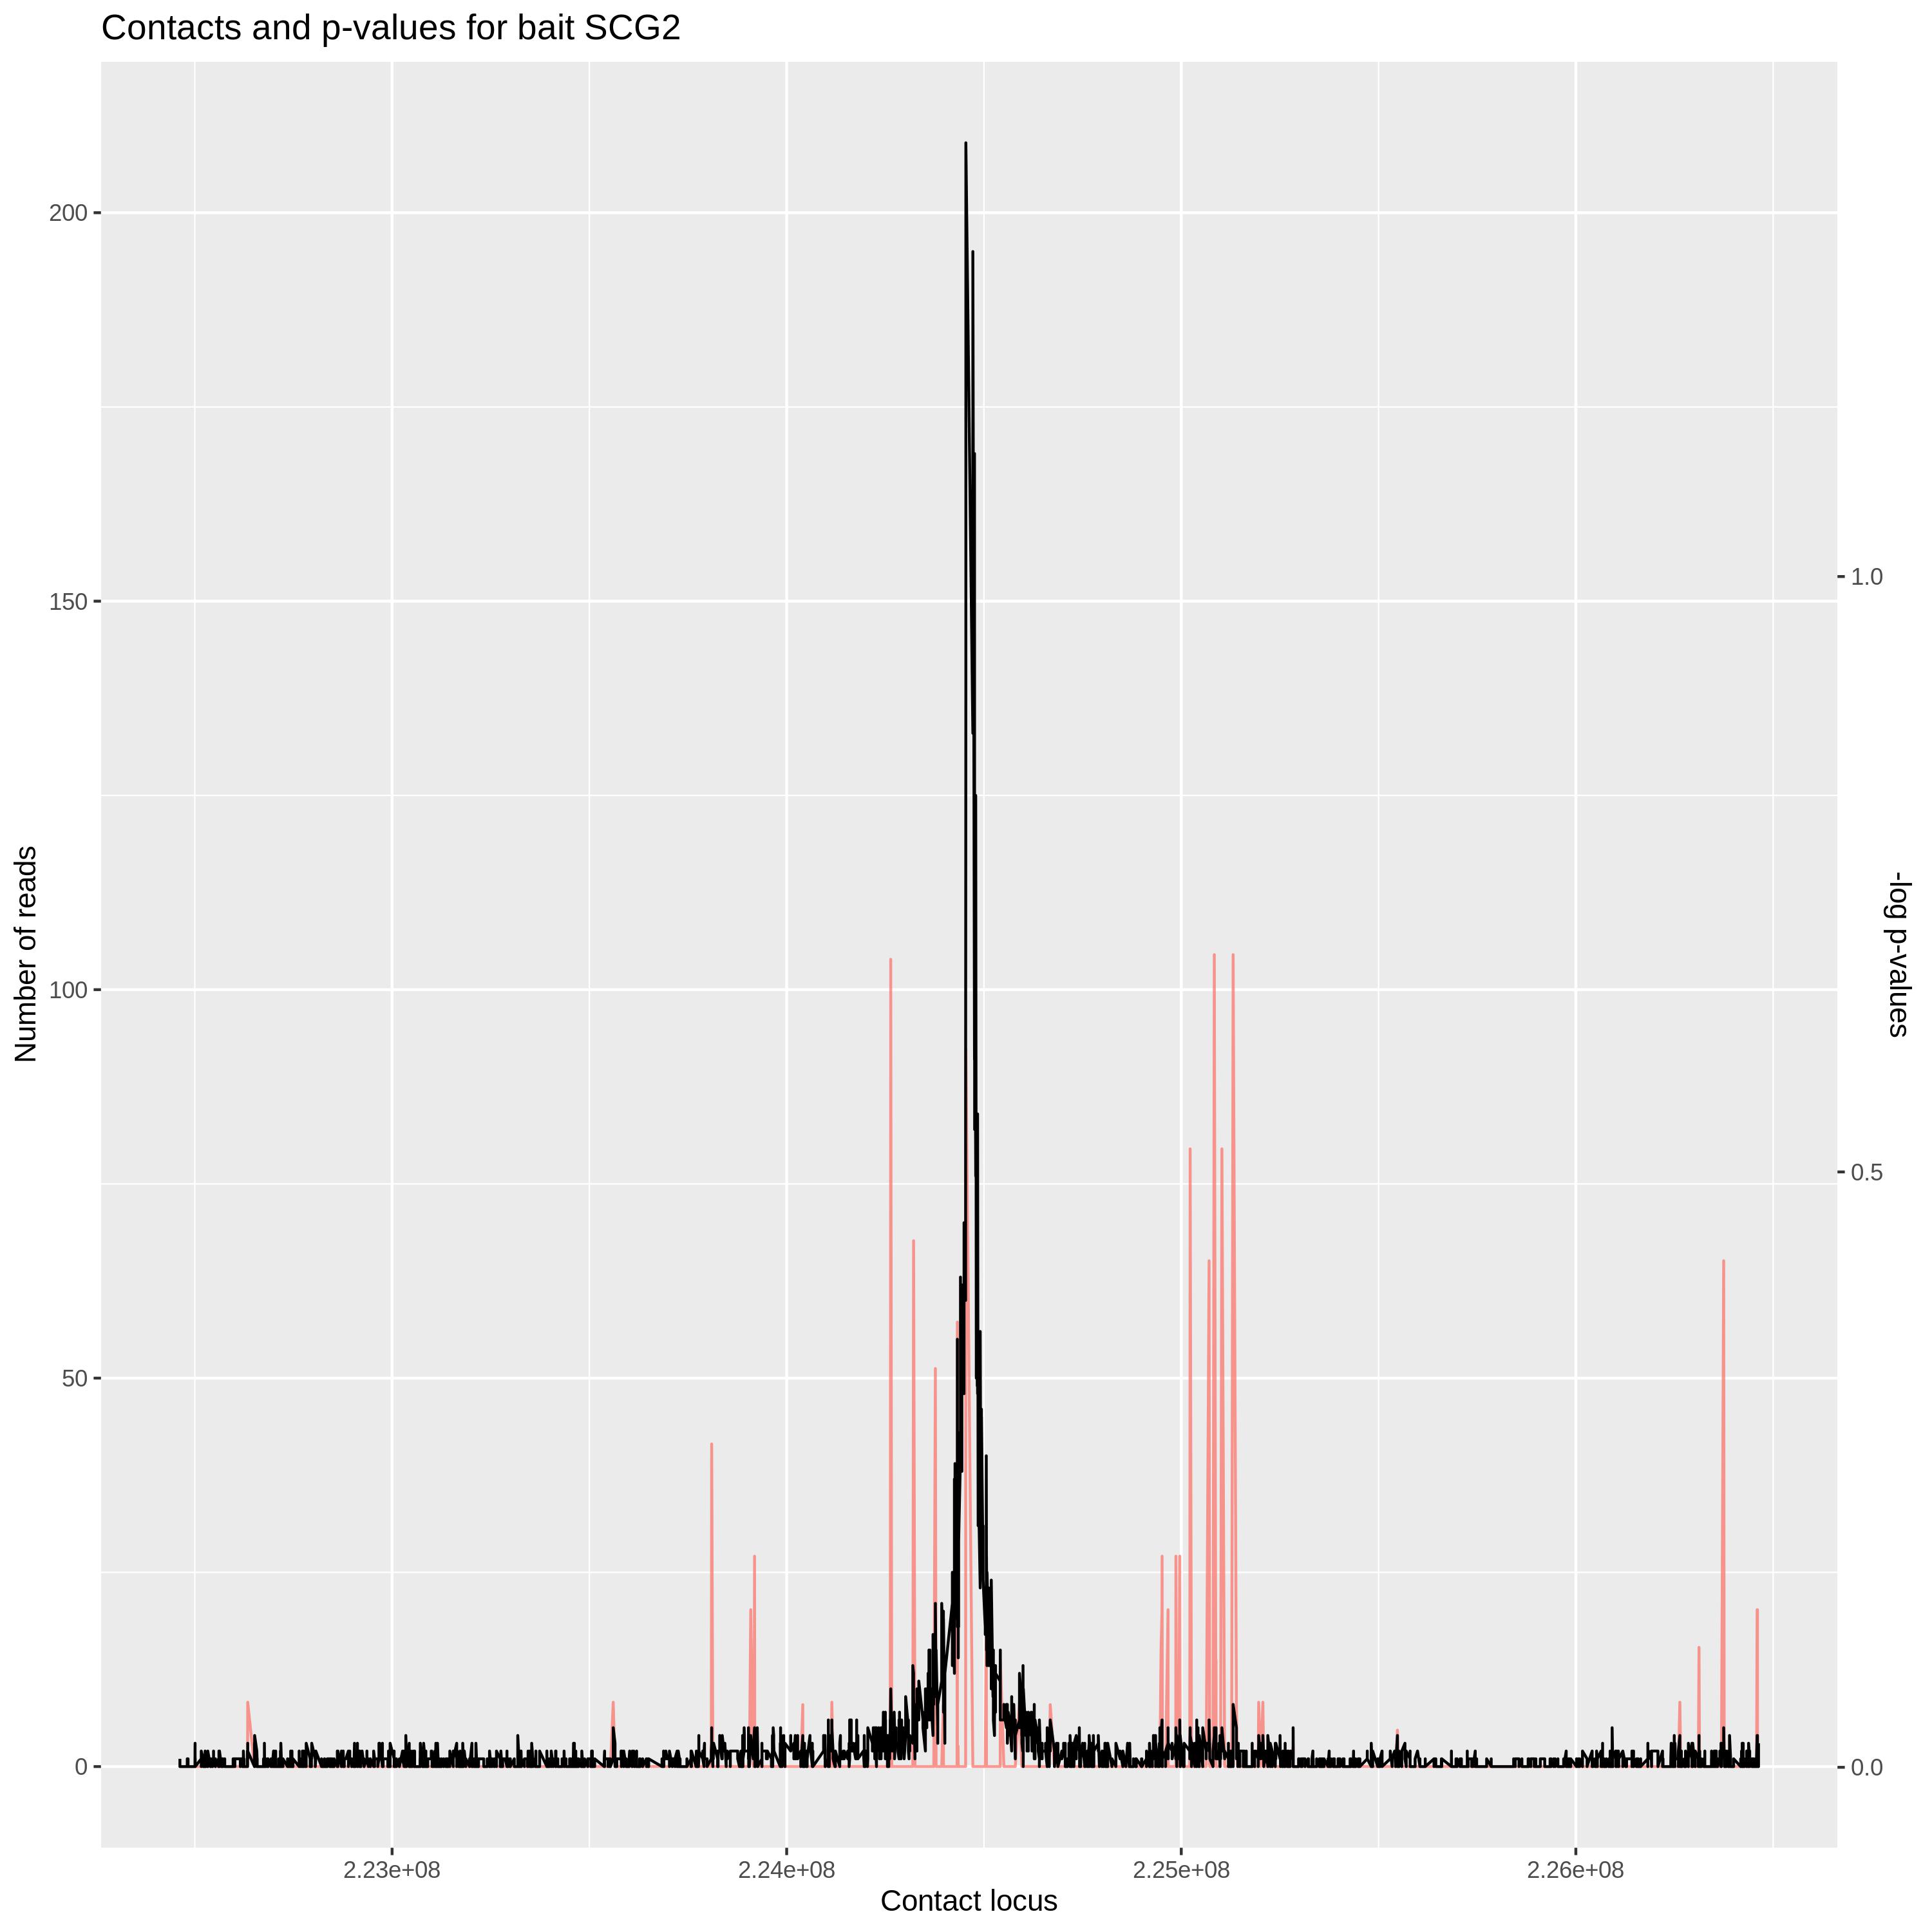 Contacts and p-values for bait SCG2
200
150
100
50
0
Number of reads
1.0
0.5
0.0
-log p-values
2.23e+08
2.24e+08
2.25e+08
2.26e+08
Contact locus